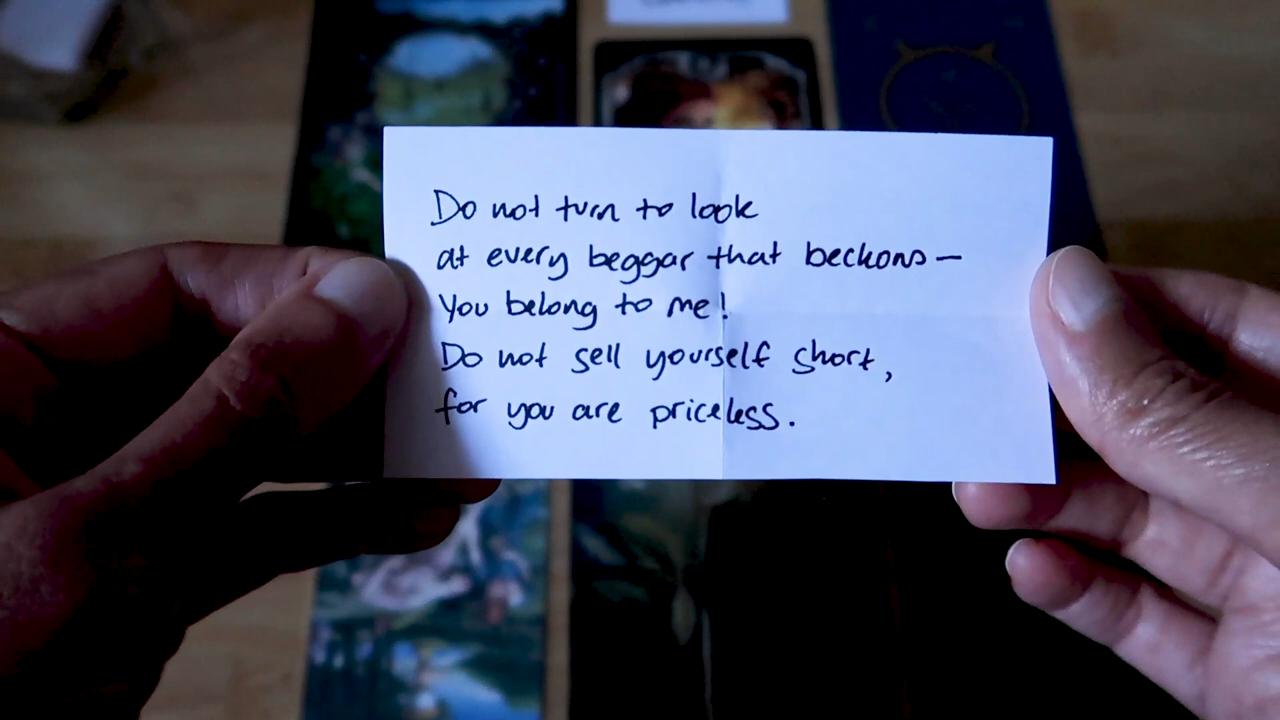 Do not turn to look
at every beggar that beckons—
You belong to me!
Do not sell yourself short,
for you are priceless.